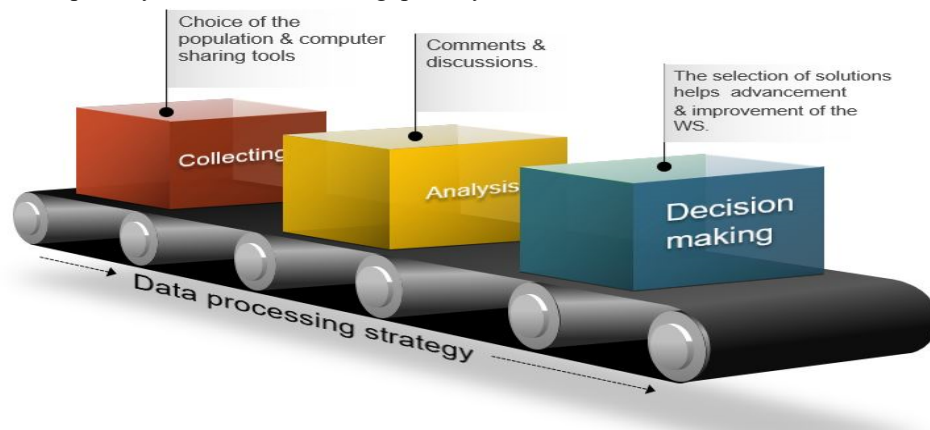 Choice of the
population & computer
sharing tools
Comments &
discussions.
The selection of solutions
helps advancement
& improvement of the
WS.
Collecting
Analysis
Decision
making
Data processing strategy